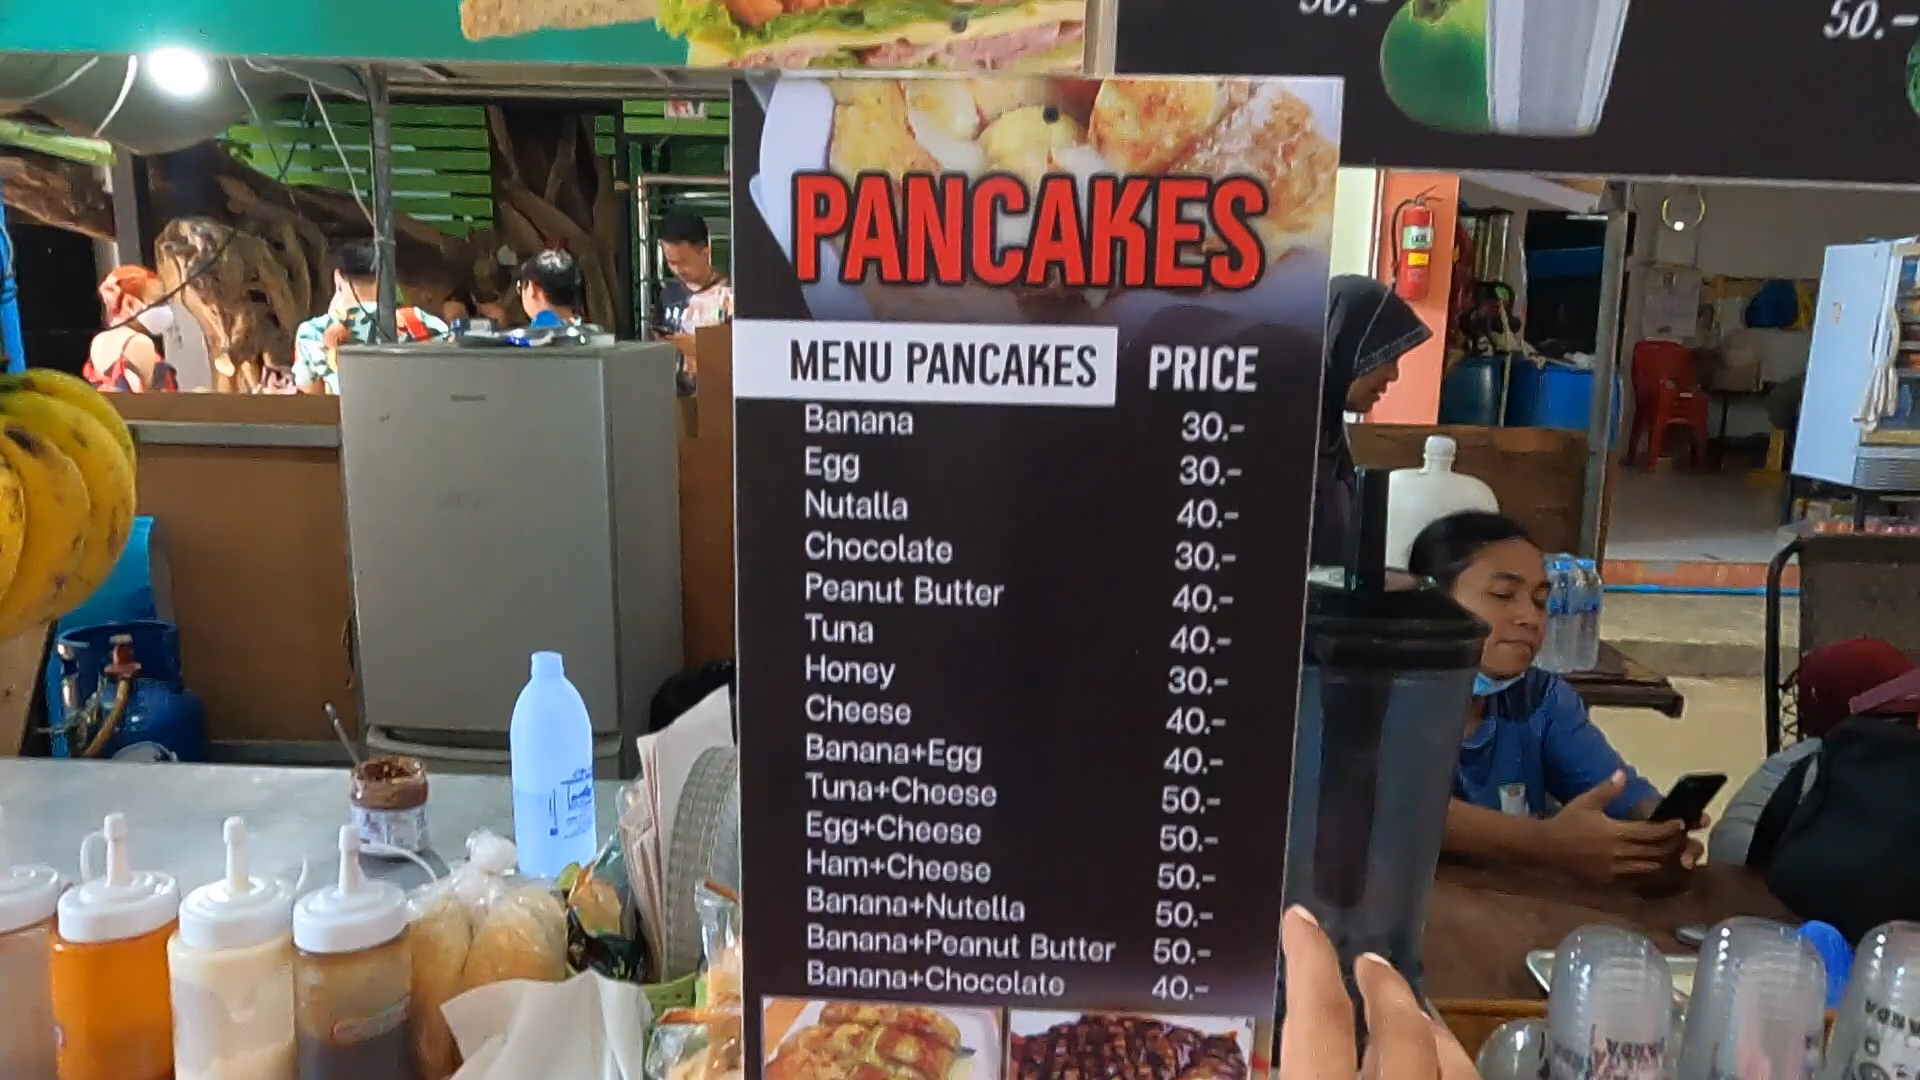 50.-
50.-
PANCAKES
MENU PANCAKES PRICE
Banana 30.-
Egg 30.-
Nutalla 40.-
Chocolate 30.-
Peanut Butter 40.-
Tuna 40.-
Honey 30.-
Cheese 40.-
Banana+Egg 40.-
Tuna+Cheese 50.-
Egg+Cheese 50.-
Ham+Cheese 50.-
Banana+Nutella 50.-
Banana+Peanut Butter 50.-
Banana+Chocolate 40.-